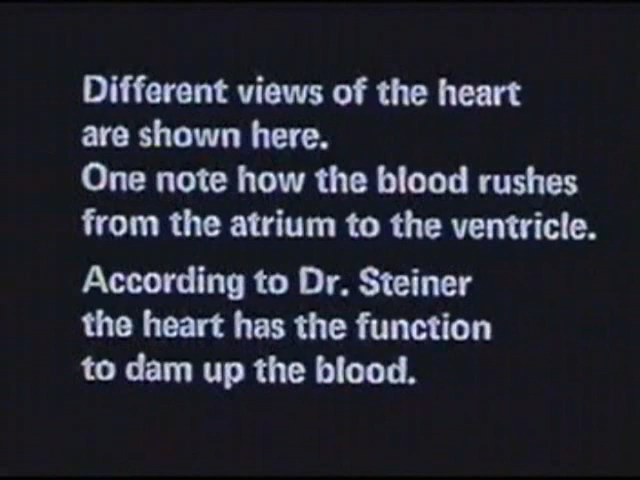 Different views of the heart
are shown here.
One note how the blood rushes
from the atrium to the ventricle.
According to Dr. Steiner
the heart has the function
to dam up the blood.